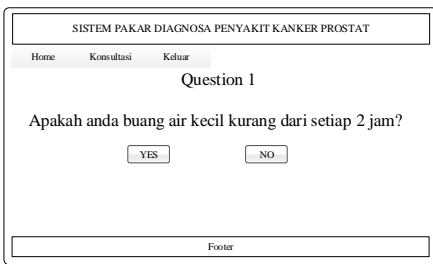 SISTEM PAKAR DIAGNOSA PENYAKIT KANKER PROSTAT
Home Konsultasi Keluar
Question 1
Apakah anda buang air kecil kurang dari setiap 2 jam?
YES NO
Footer